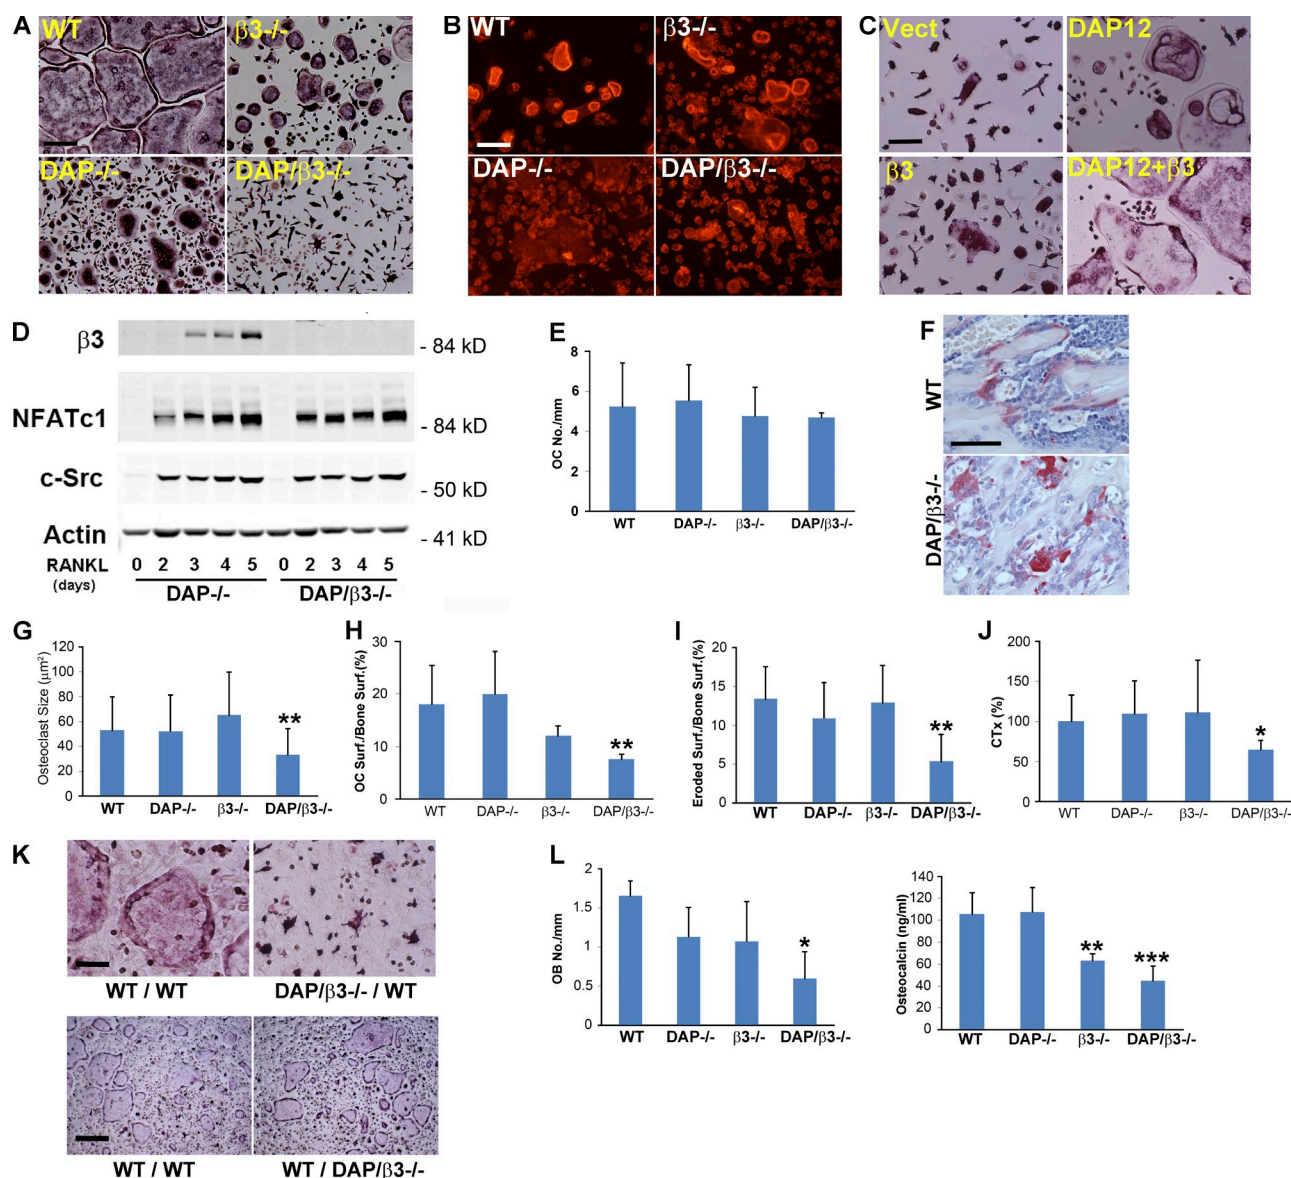 A
WT
β3-/-
DAP-/-
DAP/β3-/-
B
WT
β3-/-
DAP-/-
DAP/β3-/-
C
Vect
DAP12
β3
DAP12+β3
D
β3
- 84 kD
NFATc1
- 84 kD
c-Src
- 50 kD
Actin
- 41 kD
RANKL
(days)
0 2 3 4 5 0 2 3 4 5
DAP-/- DAP/β3-/-
E
OC No./mm
8
6
4
2
0
WT DAP-/- β3-/- DAP/β3-/-
F
WT
DAP/β3-/-
G
Osteoclast Size (μm²)
120
100
80
60
40
20
0
**
WT DAP-/- β3-/- DAP/β3-/-
H
OC Surf./Bone Surf.(%)
30
20
10
0
**
WT DAP-/- β3-/- DAP/β3-/-
I
Eroded Surf./Bone Surf.(%)
20
15
10
5
0
**
WT DAP-/- β3-/- DAP/β3-/-
J
CTx (%)
200
150
100
50
0
*
WT DAP-/- β3-/- DAP/β3-/-
K
WT / WT DAP/β3-/- / WT
WT / WT WT / DAP/β3-/-
L
OB No./mm
2
1.5
1
0.5
0
*
WT DAP-/- β3-/- DAP/β3-/-
Osteocalcin (ng/ml)
140
120
100
80
60
40
20
0
** ***
WT DAP-/- β3-/- DAP/β3-/-